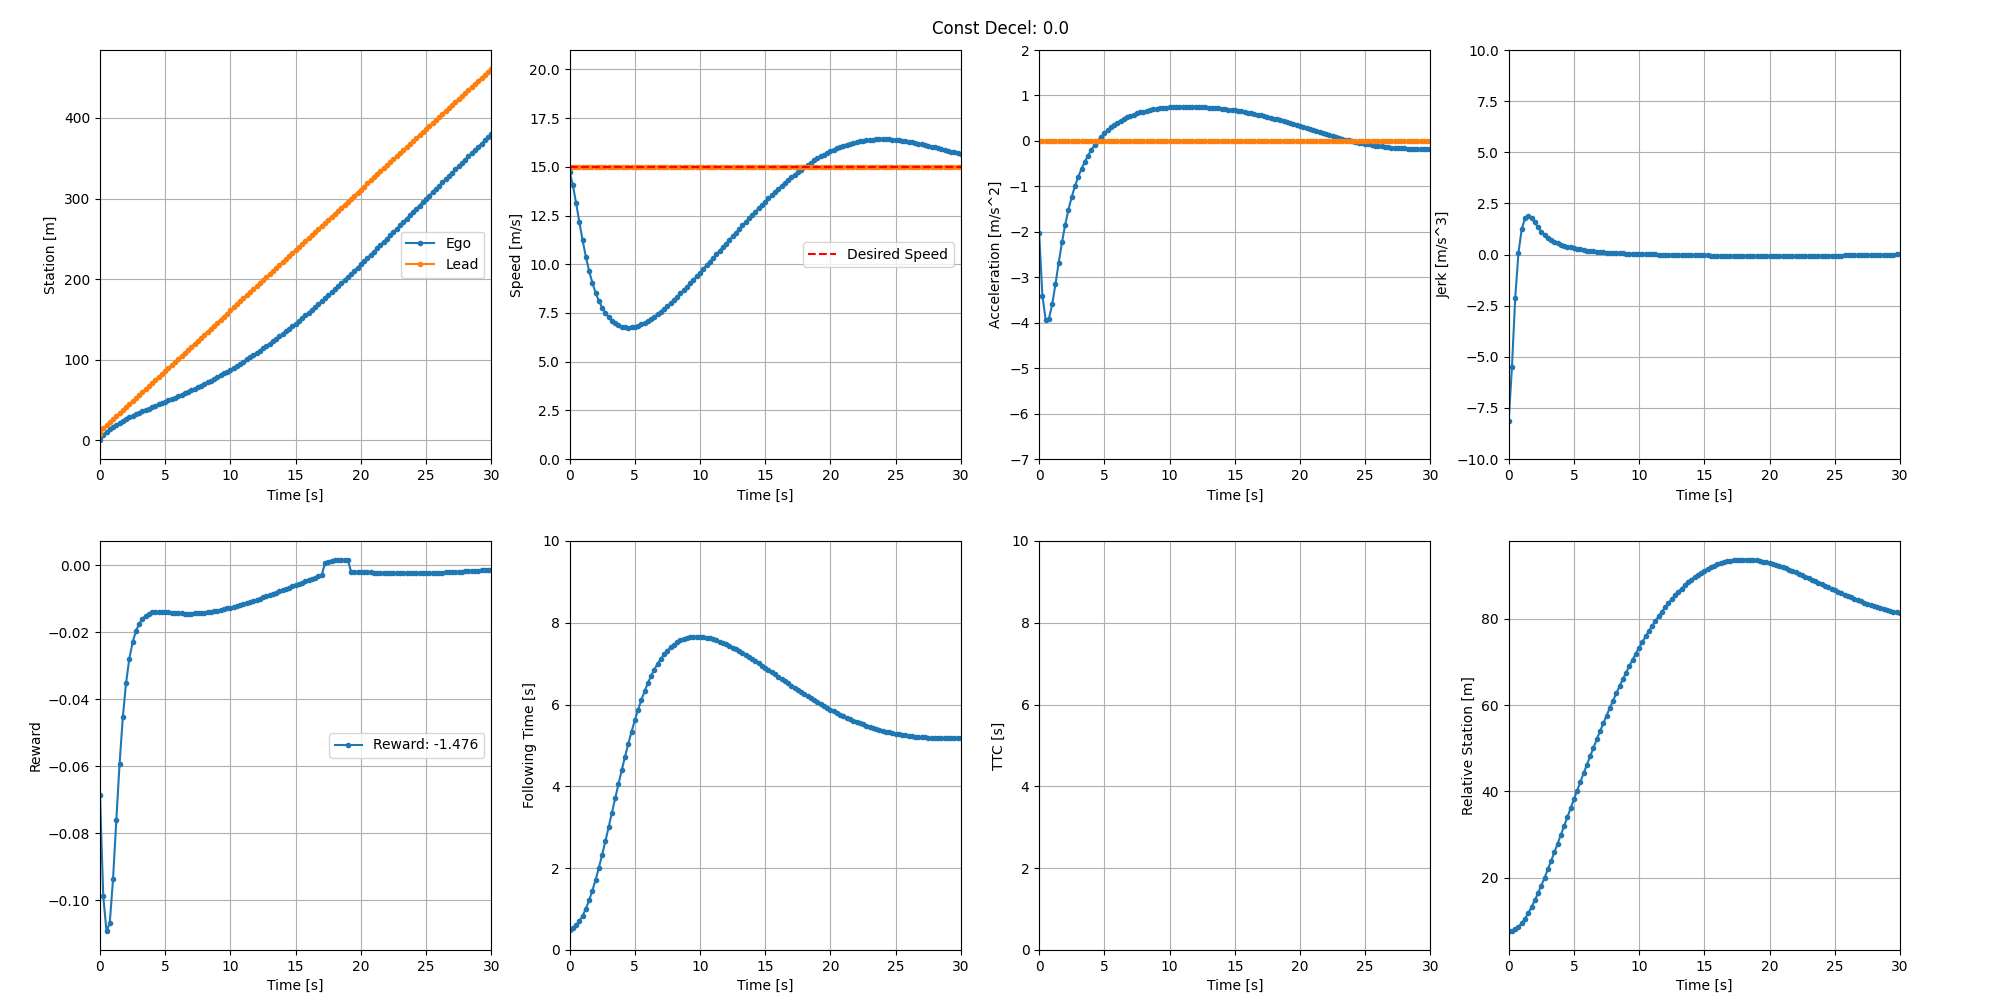 Const Decel: 0.0
Station [m]
400
300
200
100
0
0 5 10 15 20 25 30
Time [s]
Ego
Lead
Speed [m/s]
20.0
17.5
15.0
12.5
10.0
7.5
5.0
2.5
0.0
0 5 10 15 20 25 30
Time [s]
Desired Speed
Acceleration [m/s^2]
2
1
0
−1
−2
−3
−4
−5
−6
−7
0 5 10 15 20 25 30
Time [s]
Jerk [m/s^3]
10.0
7.5
5.0
2.5
0.0
−2.5
−5.0
−7.5
−10.0
0 5 10 15 20 25 30
Time [s]
Reward
0.00
−0.02
−0.04
−0.06
−0.08
−0.10
0 5 10 15 20 25 30
Time [s]
Reward: -1.476
Following Time [s]
10
8
6
4
2
0
0 5 10 15 20 25 30
Time [s]
TTC [s]
10
8
6
4
2
0
0 5 10 15 20 25 30
Time [s]
Relative Station [m]
80
60
40
20
0 5 10 15 20 25 30
Time [s]